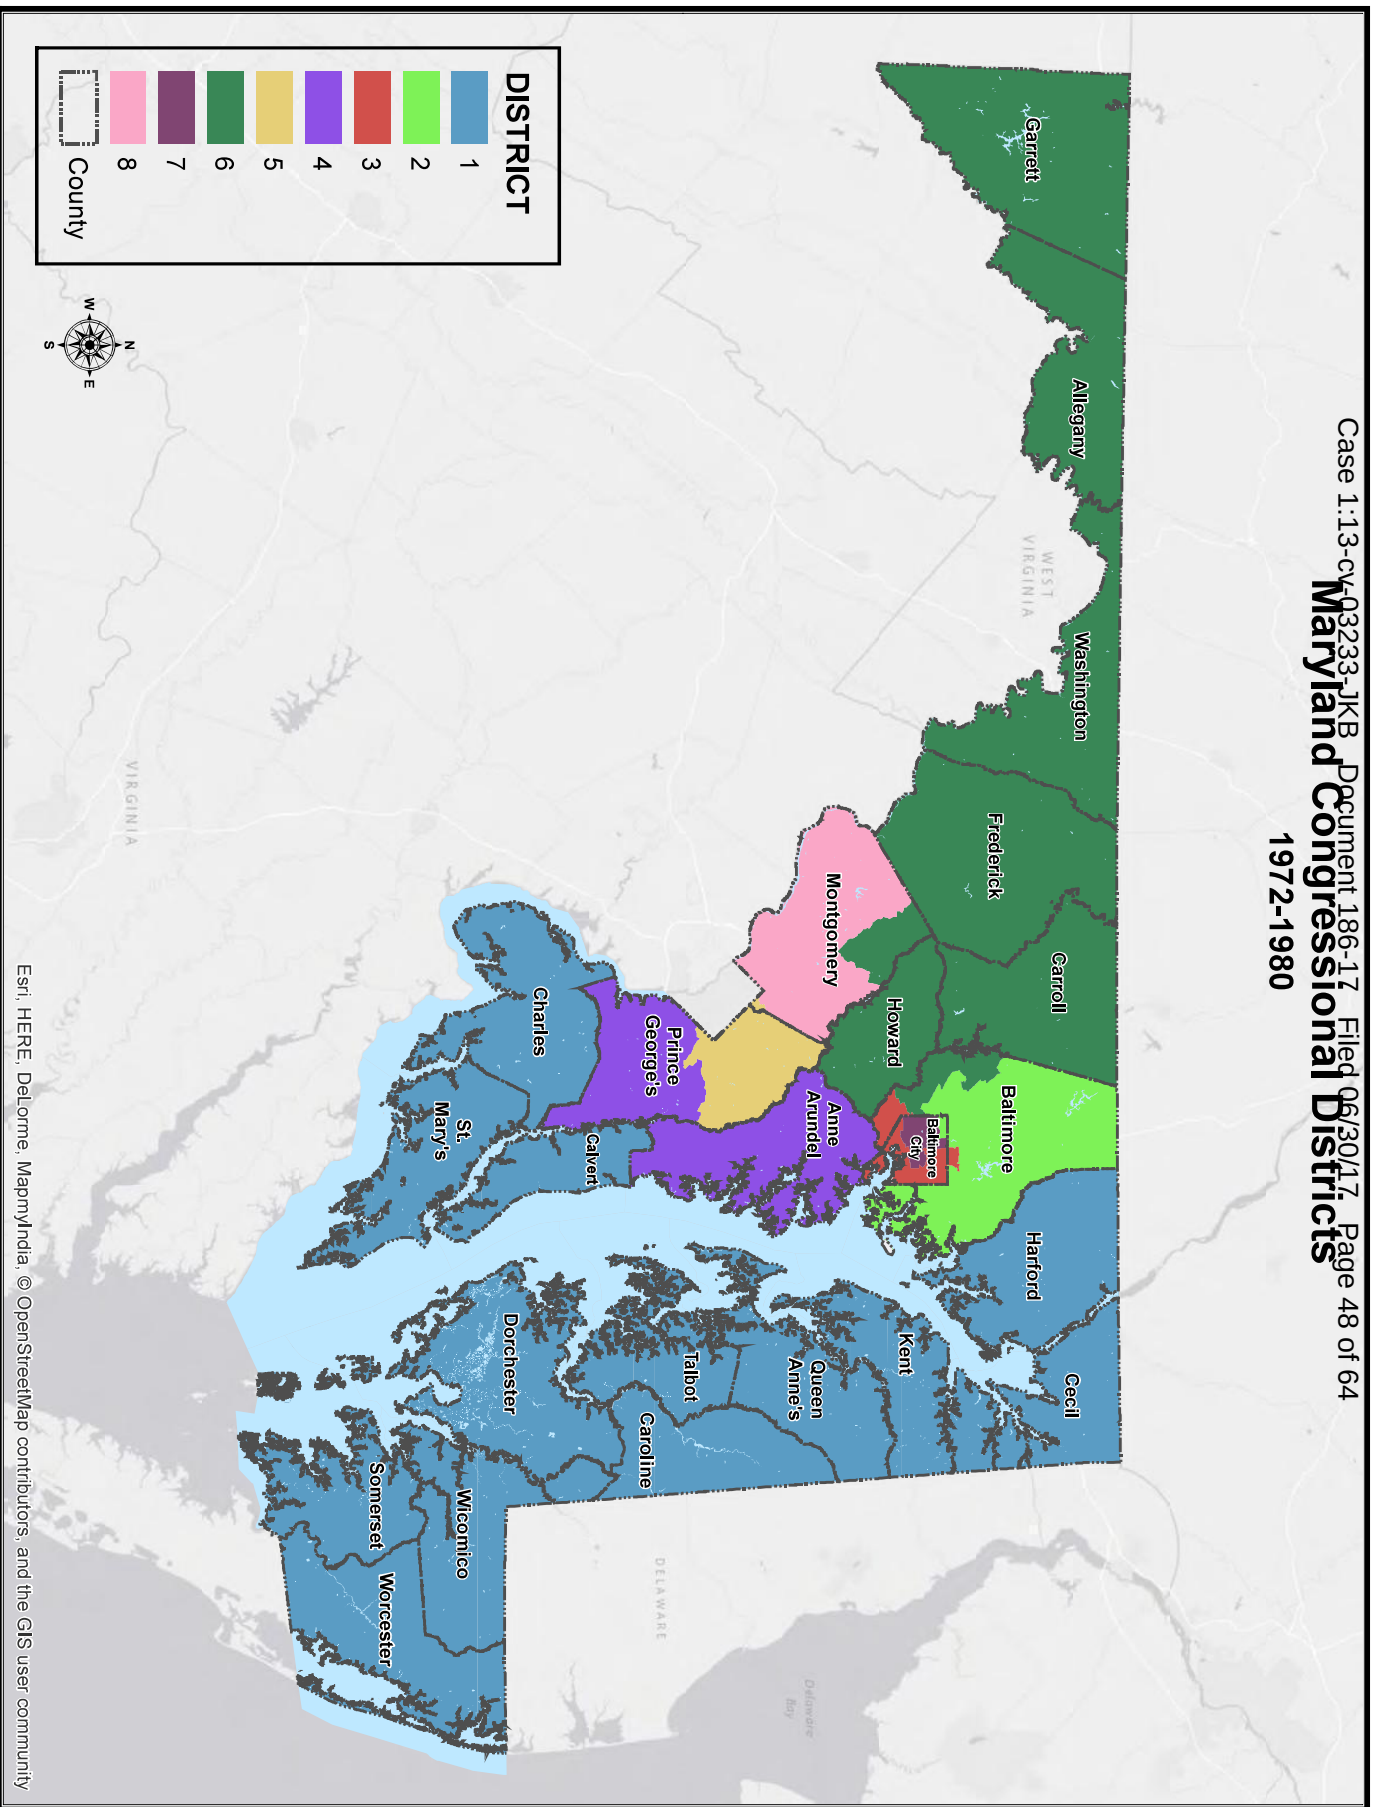 Case 1:13-cv-03233-JKB Document 186-17 Filed 06/30/17 Page 48 of 64
Maryland Congressional Districts
1972-1980
Garrett
Allegany
Washington
Frederick
Carroll
Baltimore
Harford
Cecil
Montgomery
Howard
Baltimore
City
Kent
Anne
Arundel
Queen
Anne's
Prince
George's
Talbot
Caroline
Calvert
Charles
Dorchester
St.
Mary's
Wicomico
Somerset
Worcester
WEST
VIRGINIA
VIRGINIA
DELAWARE
Delaware
Bay
DISTRICT
1
2
3
4
5
6
7
8
County
N
W
E
S
Esri, HERE, DeLorme, MapmyIndia, © OpenStreetMap contributors, and the GIS user community